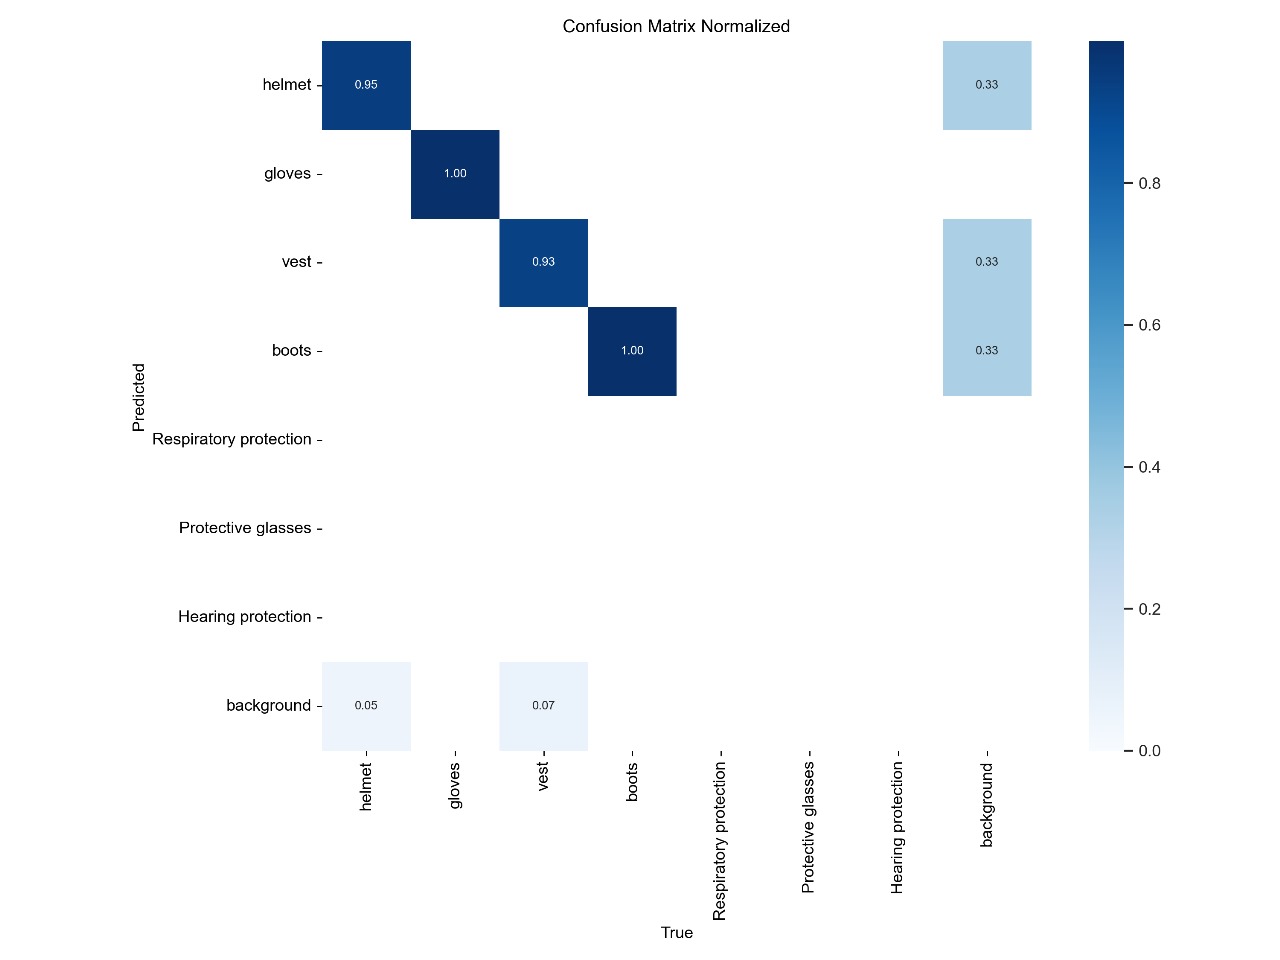 Confusion Matrix Normalized
helmet
0.95
0.33
gloves
1.00
0.8
vest
0.93
0.33
0.6
boots
1.00
0.33
Predicted
Respiratory protection
0.4
Protective glasses
Hearing protection
0.2
background
0.05
0.07
0.0
helmet
gloves
vest
boots
Respiratory protection
Protective glasses
Hearing protection
background
True